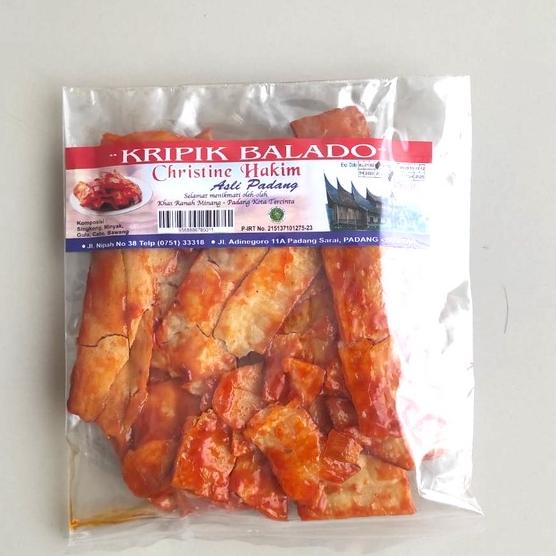 KRIPIK BALADO
Christine Hakim
Asli Padang
Selamat menikmati oleh-oleh
Khas Ranah Minang - Padang Kota Tercinta
Komposisi
Singkong, Minyak,
Gula, Cabe, Bawang
P-IRT No. 215137101275-23
• Jl. Nipah No 38 Telp (0751) 33318 • Jl. Adinegoro 11A Padang Sarai, PADANG